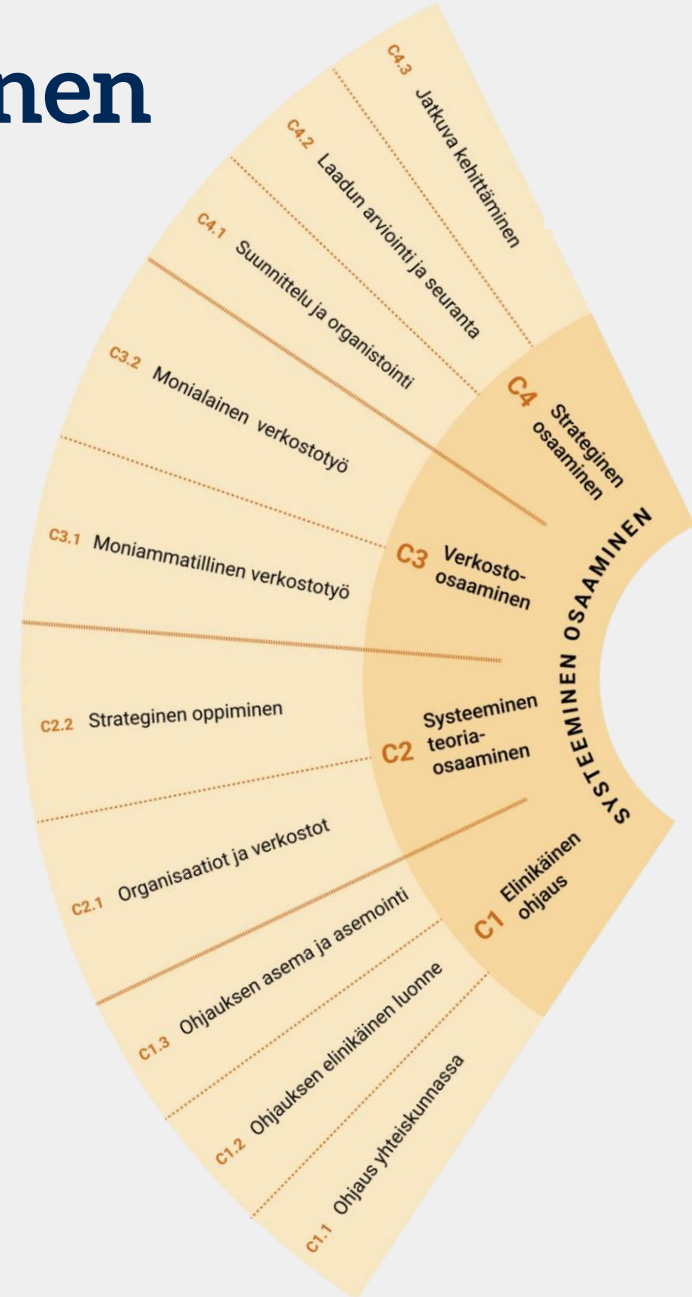 nen
C4.3 Jatkuva kehittäminen
C4.2 Laadun arviointi ja seuranta
C4.1 Suunnittelu ja organistointi
C3.2 Monialainen verkostotyö
C3.1 Moniammatillinen verkostotyö
C2.2 Strateginen oppiminen
C2.1 Organisaatiot ja verkostot
C1.3 Ohjauksen asema ja asemointi
C1.2 Ohjauksen elinikäinen luonne
C1.1 Ohjaus yhteiskunnassa
C4 Strateginen
osaaminen
C3 Verkosto-
osaaminen
C2 Systeeminen
teoria-
osaaminen
C1 Elinikäinen
ohjaus
SYSTEEMINEN OSAAMINEN